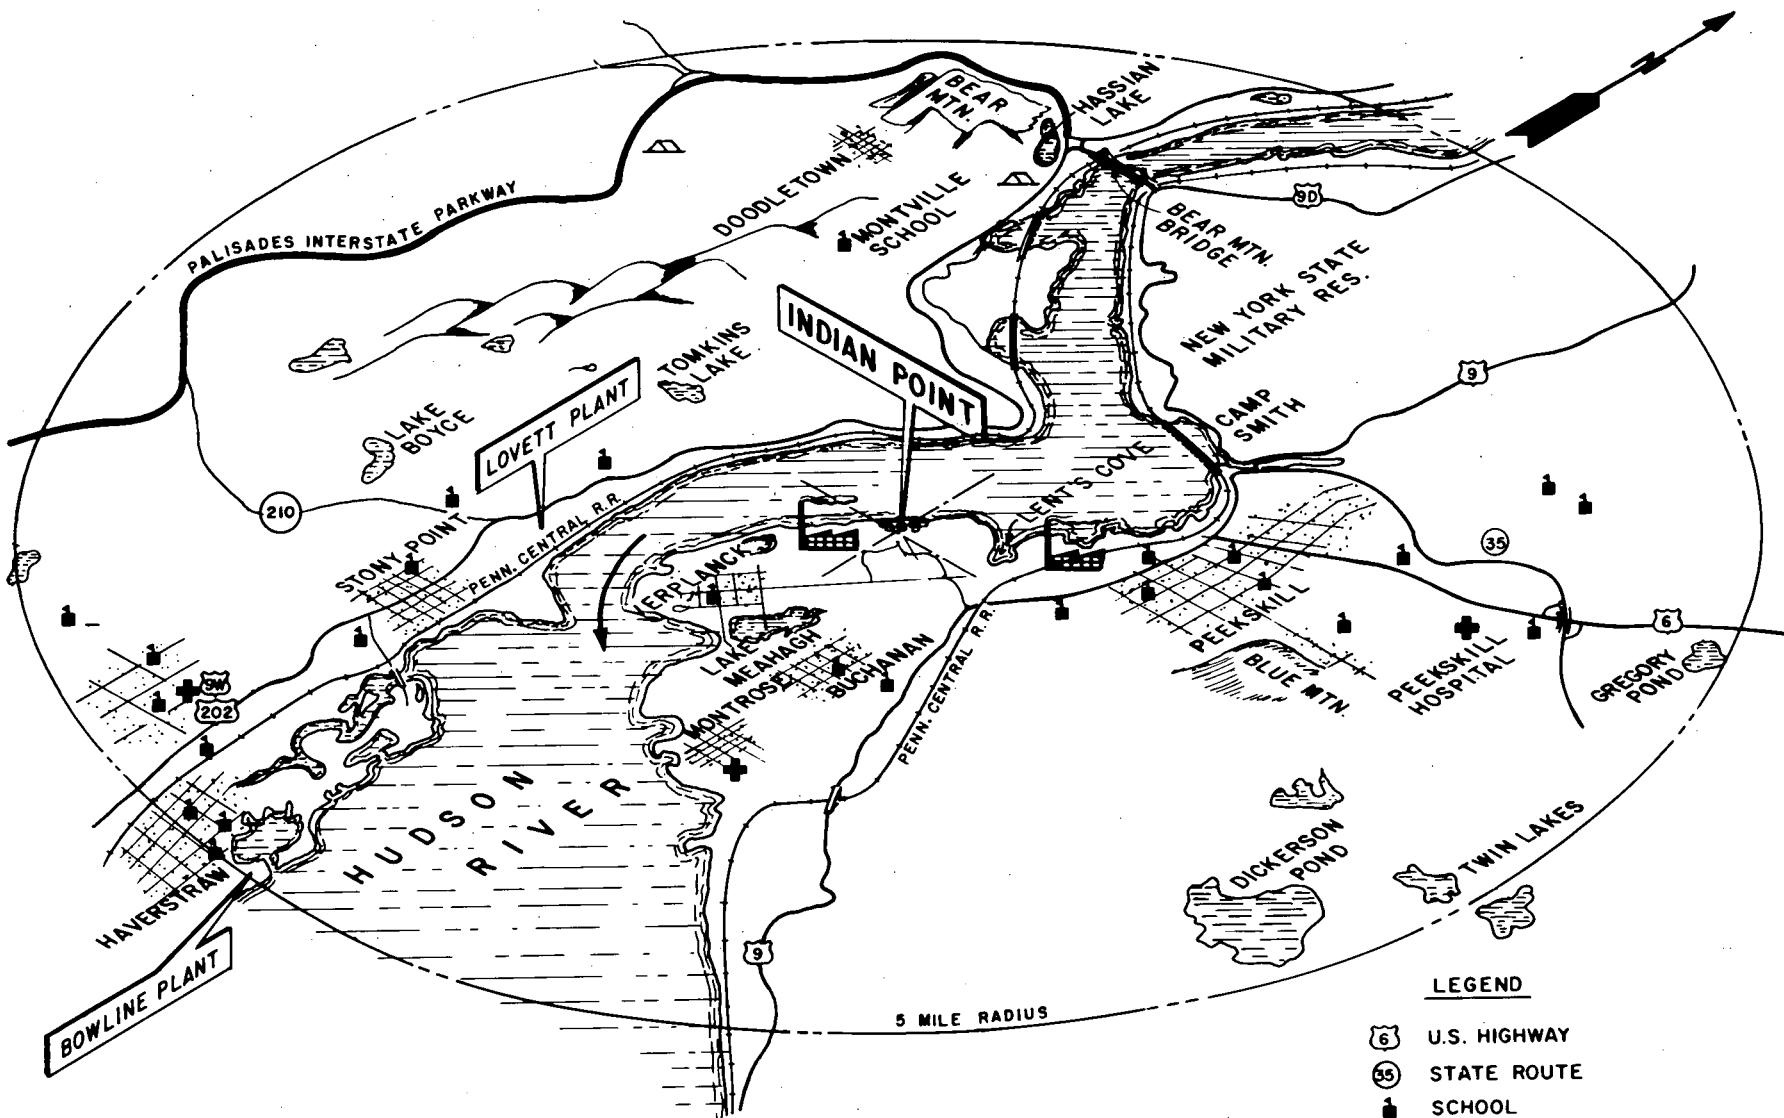 BEAR
MTN.
HASSIAN
LAKE
N
PALISADES INTERSTATE PARKWAY
DOODLETOWN
MONTVILLE
SCHOOL
9D
BEAR MTN.
BRIDGE
NEW YORK STATE
MILITARY RES.
INDIAN POINT
TOMKINS
LAKE
9
LAKE
BOYCE
LOVETT PLANT
CAMP
SMITH
210
PENN. CENTRAL R.R.
LENT'S COVE
35
STONY POINT
VERPLANCK
PEEKSKILL
6
LAKE
MEAHAGH
BUCHANAN
MONTROSE
BLUE MTN.
PEEKSKILL
HOSPITAL
GREGORY
POND
9W
202
PENN. CENTRAL R.R.
HUDSON
RIVER
HAVERSTRAW
BOWLINE PLANT
DICKERSON
POND
TWIN LAKES
9
5 MILE RADIUS
LEGEND
6 U.S. HIGHWAY
35 STATE ROUTE
SCHOOL